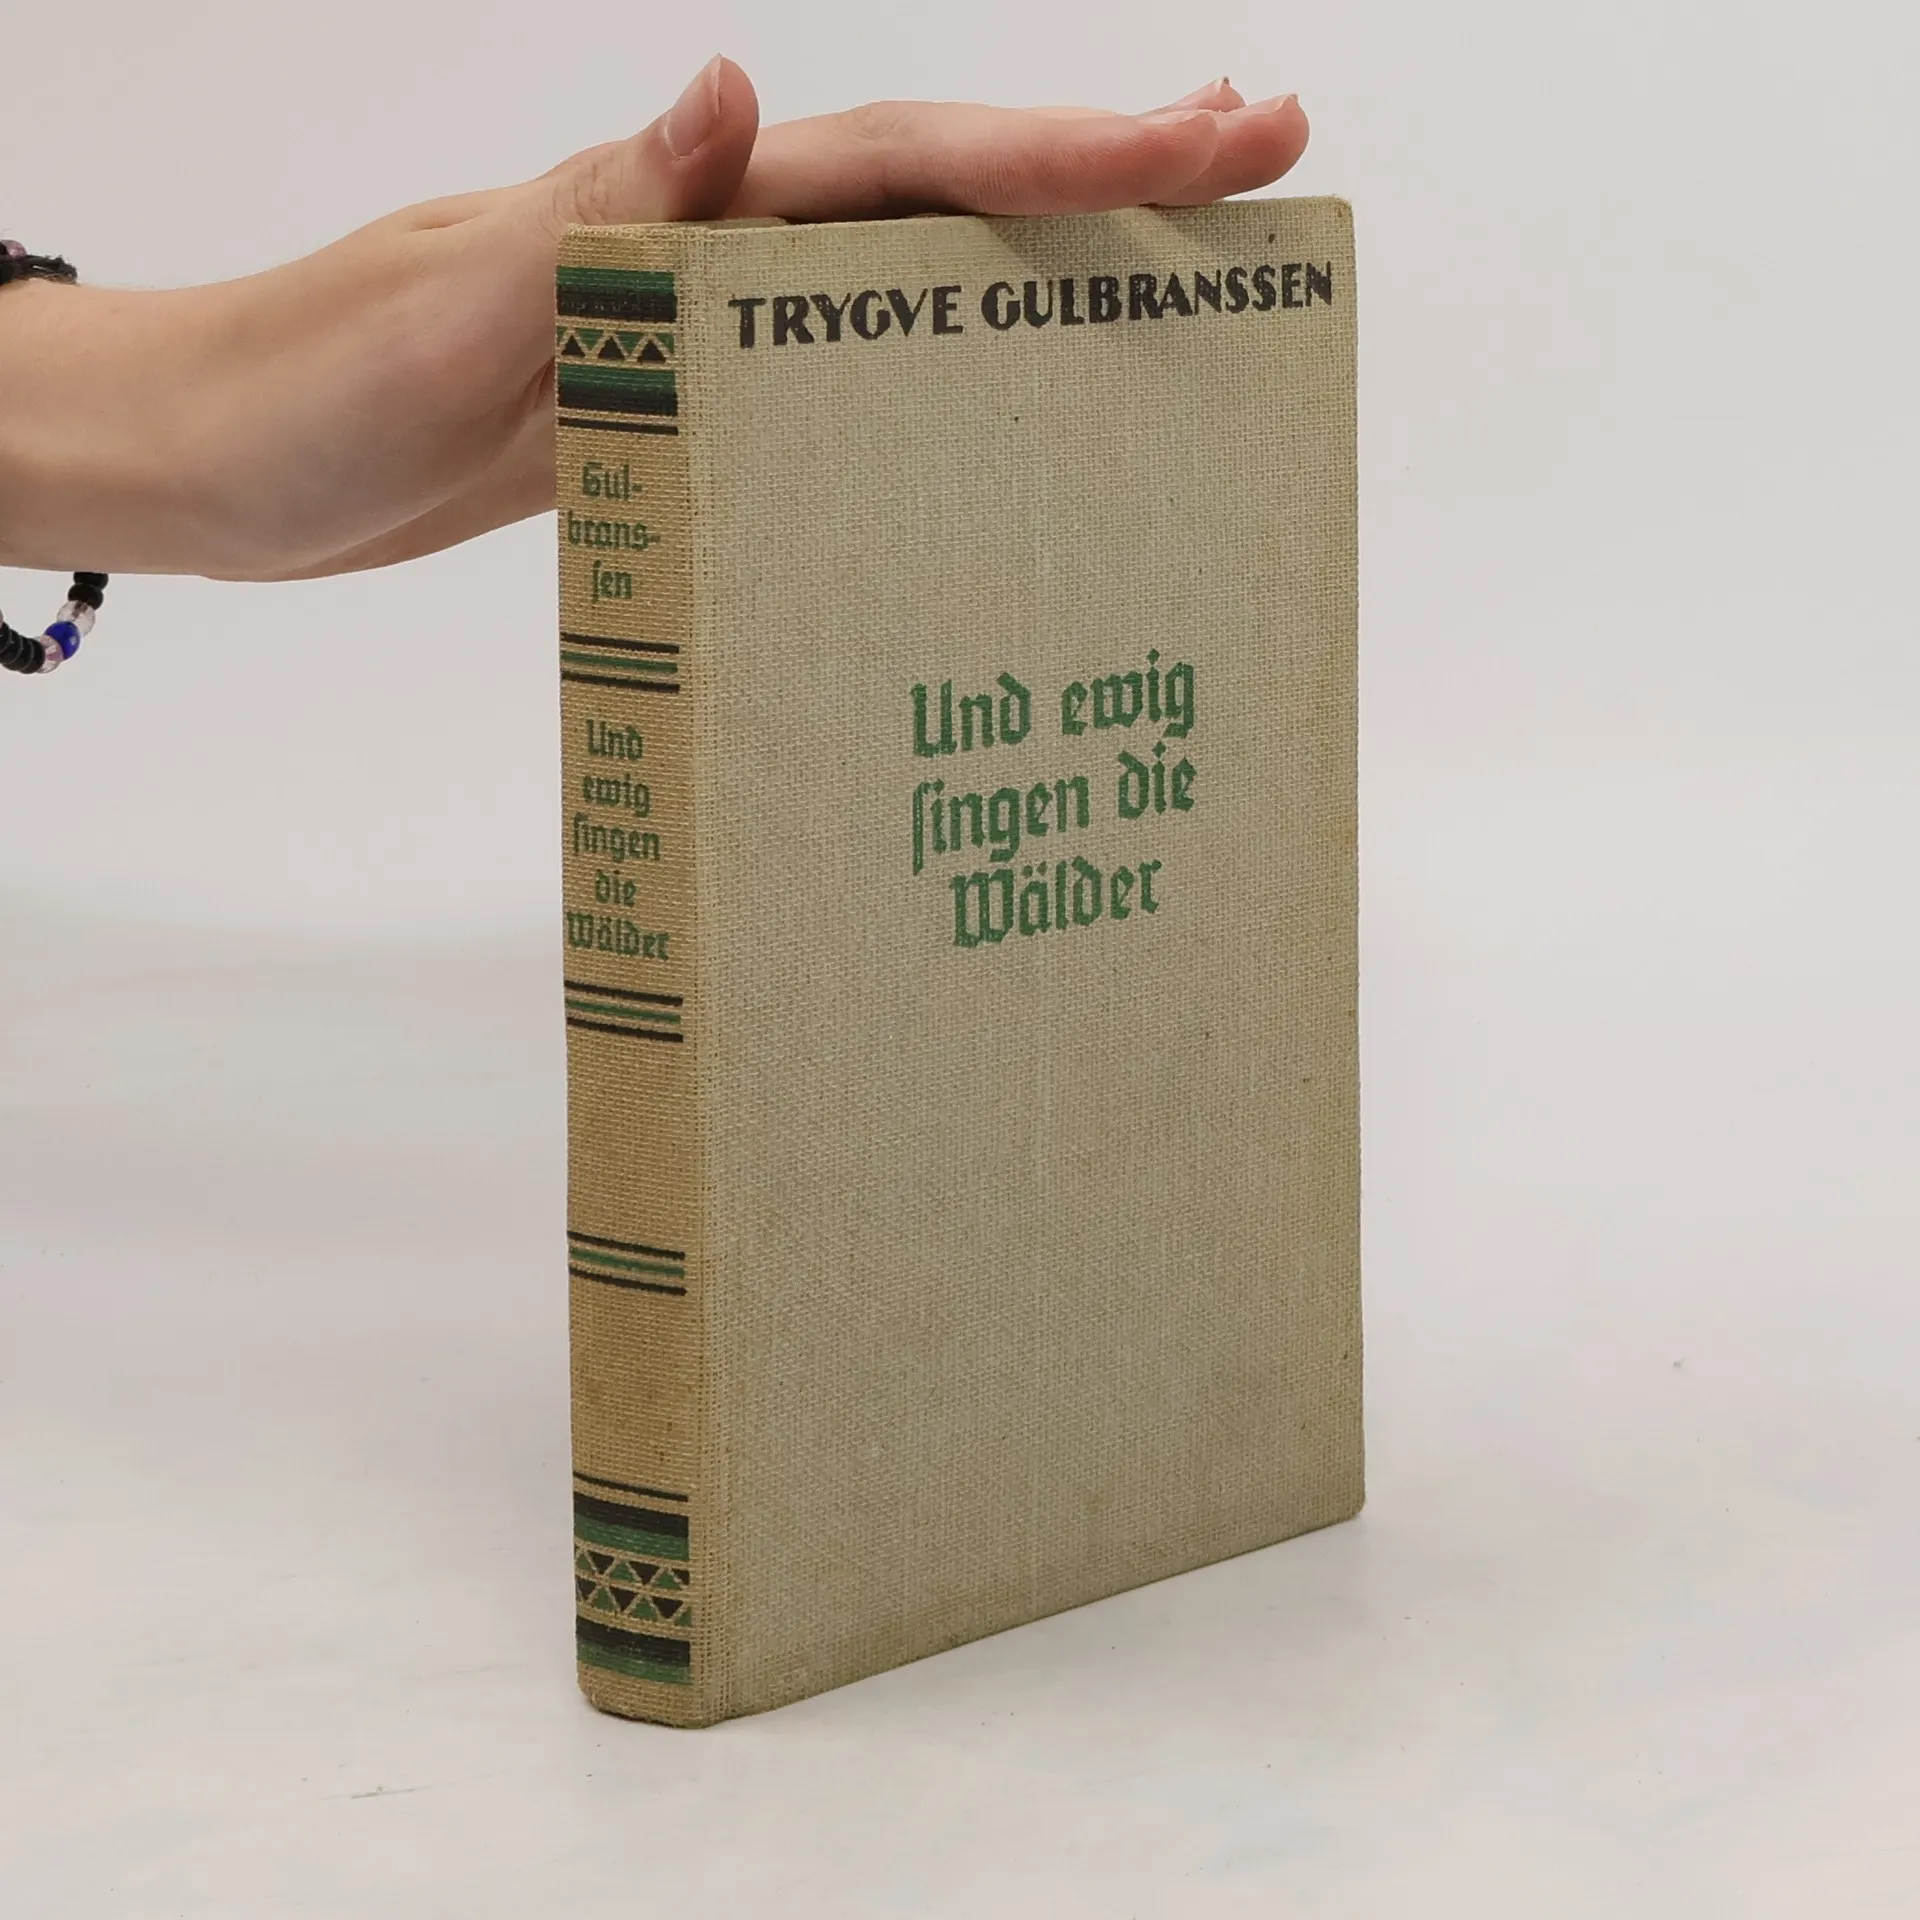 TRYGVE GULBRANSSEN
Und ewig
ſingen die
Wälder
Gul-
brans-
ſen
Und
ewig
ſingen
die
Wälder